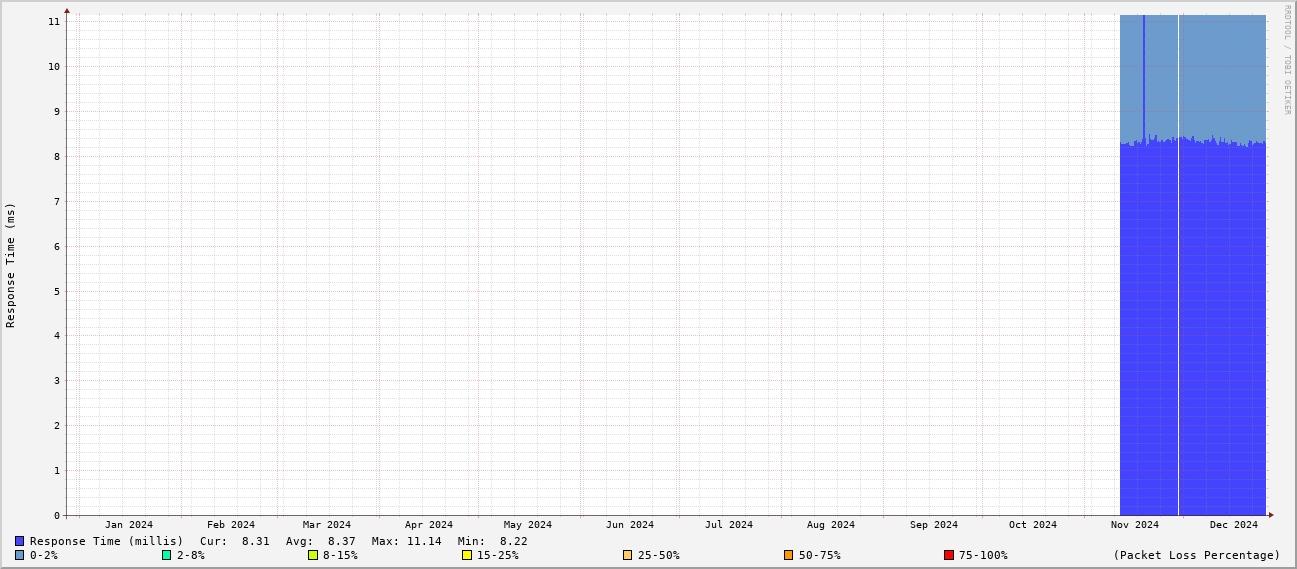 RRDTOOL / TOBI OETIKER
Response Time (ms)
11
10
9
8
7
6
5
4
3
2
1
0
Jan 2024 Feb 2024 Mar 2024 Apr 2024 May 2024 Jun 2024 Jul 2024 Aug 2024 Sep 2024 Oct 2024 Nov 2024 Dec 2024
Response Time (millis) Cur: 8.31 Avg: 8.37 Max: 11.14 Min: 8.22
0-2% 2-8% 8-15% 15-25% 25-50% 50-75% 75-100% (Packet Loss Percentage)